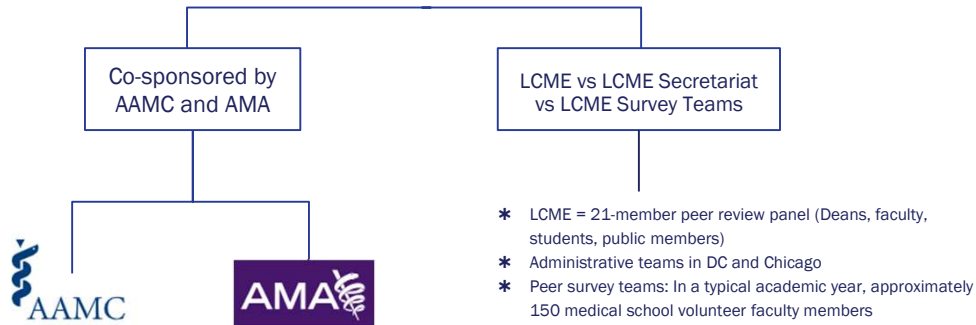 Co-sponsored by
AAMC and AMA
LCME vs LCME Secretariat
vs LCME Survey Teams
AAMC
AMA
* LCME = 21-member peer review panel (Deans, faculty,
students, public members)
* Administrative teams in DC and Chicago
* Peer survey teams: In a typical academic year, approximately
150 medical school volunteer faculty members